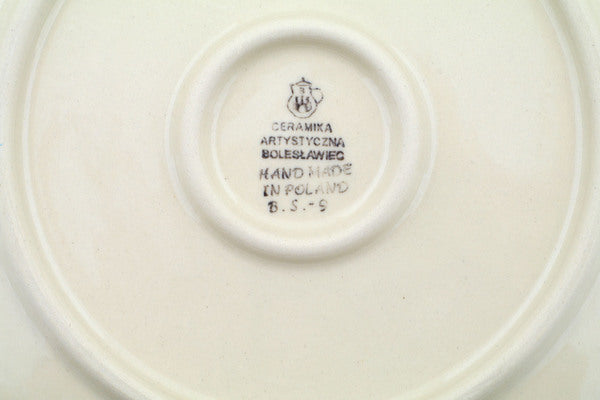 CERAMIKA
ARTYSTYCZNA
BOLESŁAWIEC
HAND MADE
IN POLAND
B.S.-9